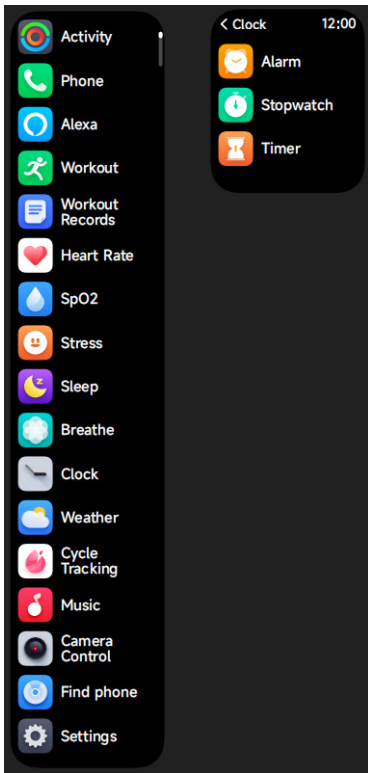 Activity
Phone
Alexa
Workout
Workout
Records
Heart Rate
SpO2
Stress
Sleep
Breathe
Clock
Weather
Cycle
Tracking
Music
Camera
Control
Find phone
Settings
< Clock 12:00
Alarm
Stopwatch
Timer